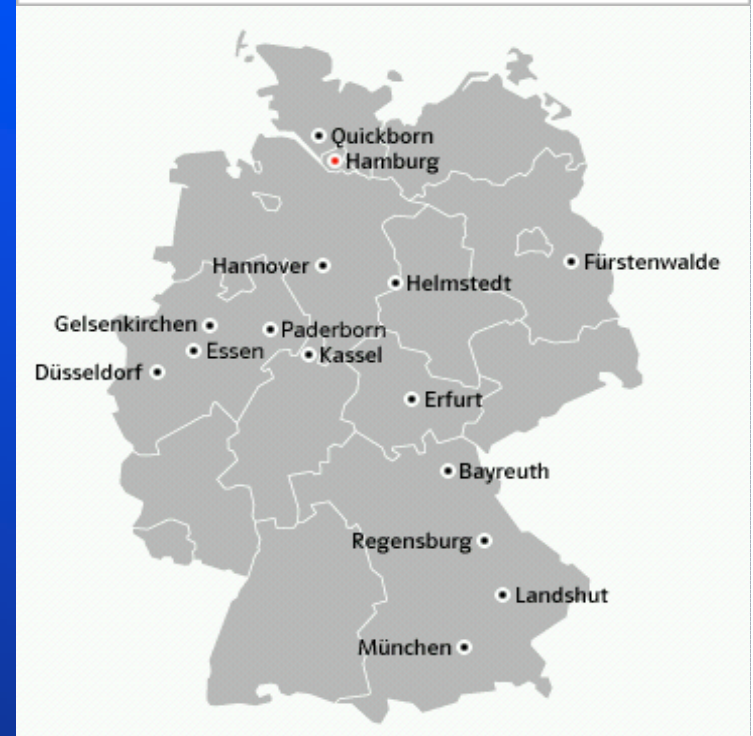 Quickborn
Hamburg
Hannover
Fürstenwalde
Helmstedt
Gelsenkirchen
Paderborn
Essen
Kassel
Düsseldorf
Erfurt
Bayreuth
Regensburg
Landshut
München